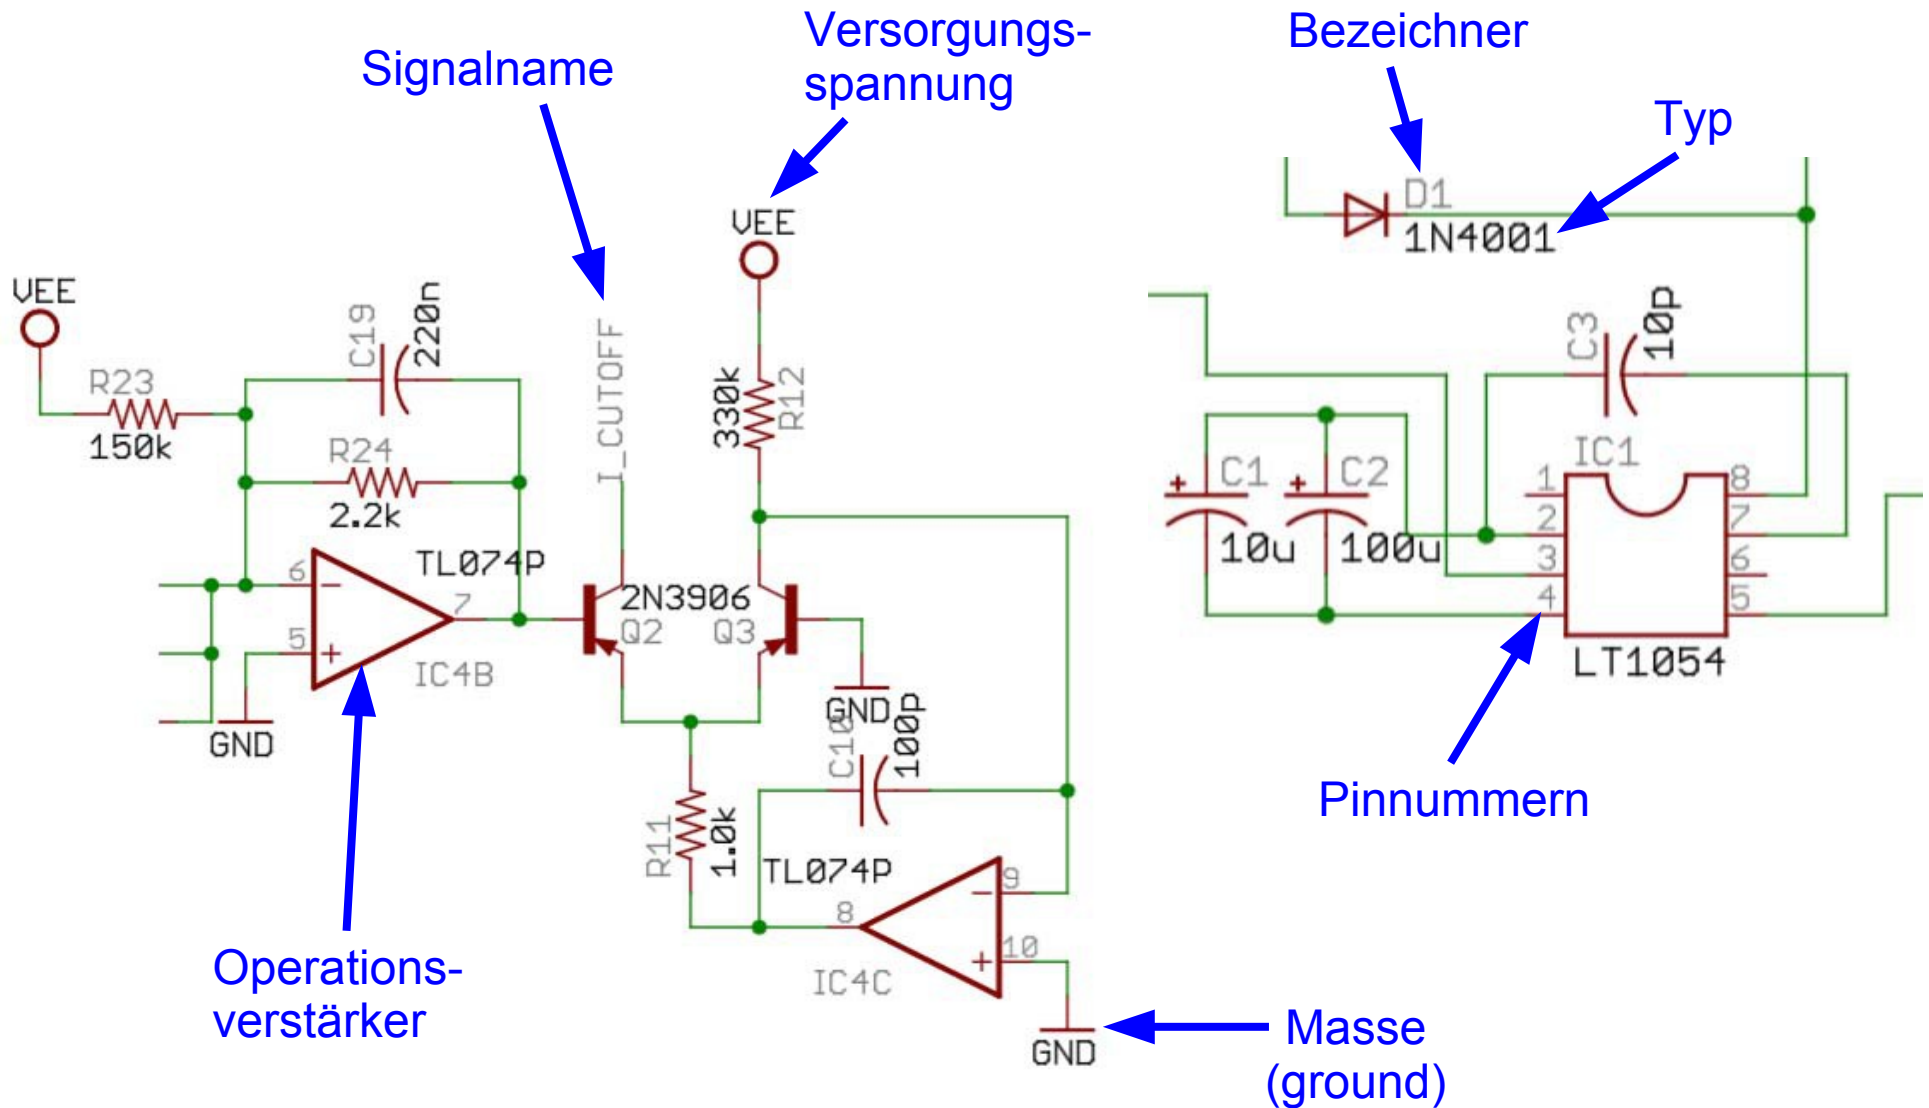 Versorgungs-
spannung
Signalname
Bezeichner
Typ
VEE
D1
1N4001
VEE
C19
220n
I_CUTOFF
330k
R12
R23
150k
R24
2.2k
C3
10p
IC1
C1
10u
C2
100u
1
2
3
4
8
7
6
5
LT1054
TL074P
6
5
7
IC4B
GND
2N3906
Q2
Q3
GND
C10
100p
R11
1.0k
TL074P
8
9
10
IC4C
GND
Pinnummern
Operations-
verstärker
Masse
(ground)